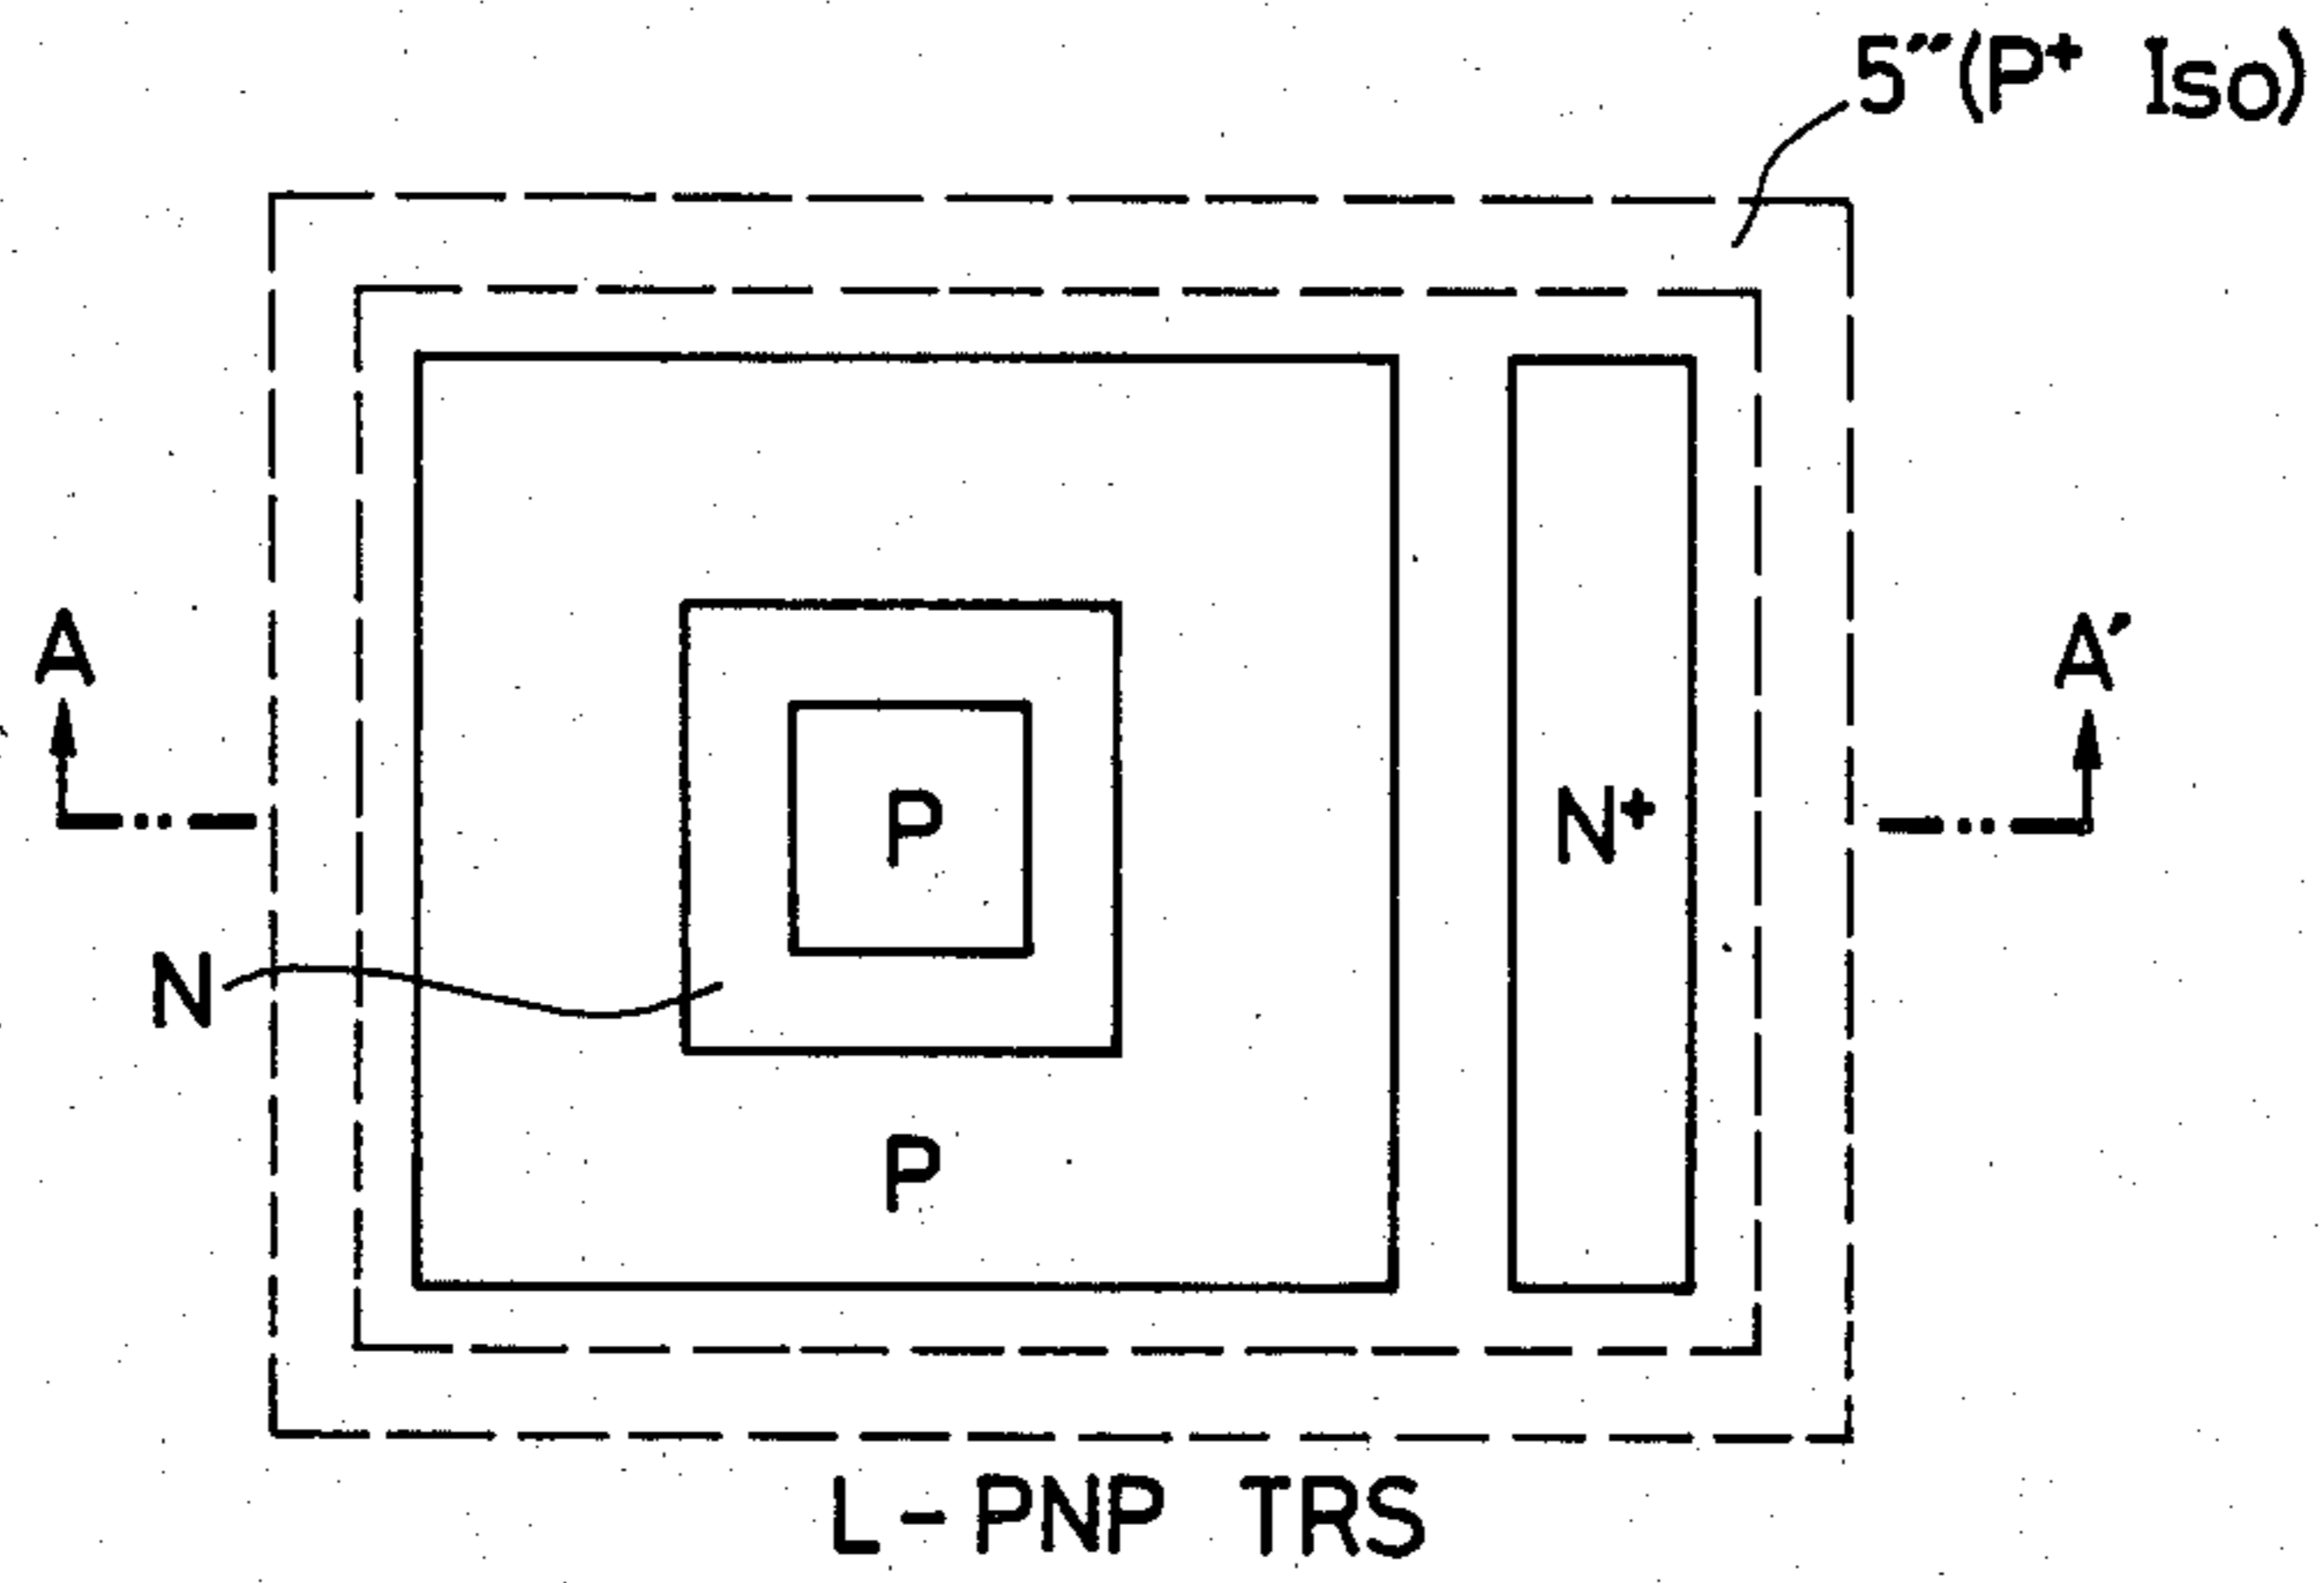 5″(P⁺ Iso)
A
A′
P
N⁺
N
P
L-PNP TRS